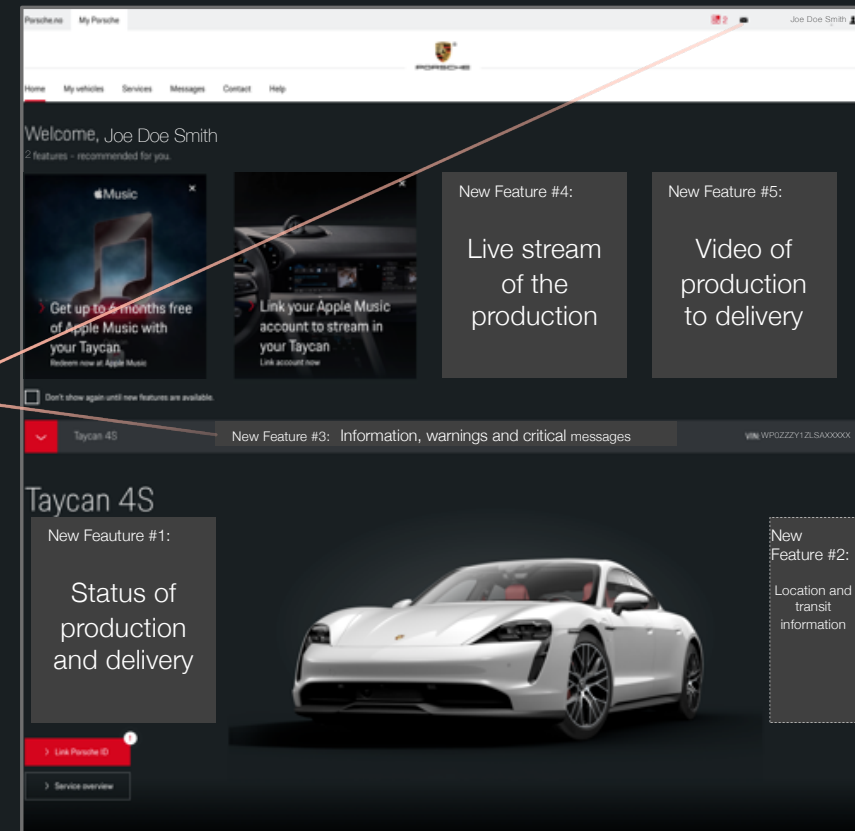 Porsche.no My Porsche 2 Joe Doe Smith
PORSCHE
Home My vehicles Services Messages Contact Help
Welcome, Joe Doe Smith
2 features - recommended for you.
Music
Get up to 6 months free
of Apple Music with
your Taycan
Redeem now at Apple Music
Link your Apple Music
account to stream in
your Taycan
Link account now
New Feature #4:
Live stream
of the
production
New Feature #5:
Video of
production
to delivery
Don't show again until new features are available.
Taycan 4S New Feature #3: Information, warnings and critical messages VIN: WP0ZZZY1ZLSAXXXXX
Taycan 4S
New Feauture #1:
Status of
production
and delivery
New
Feature #2:
Location and
transit
information
Link Porsche ID
Service overview